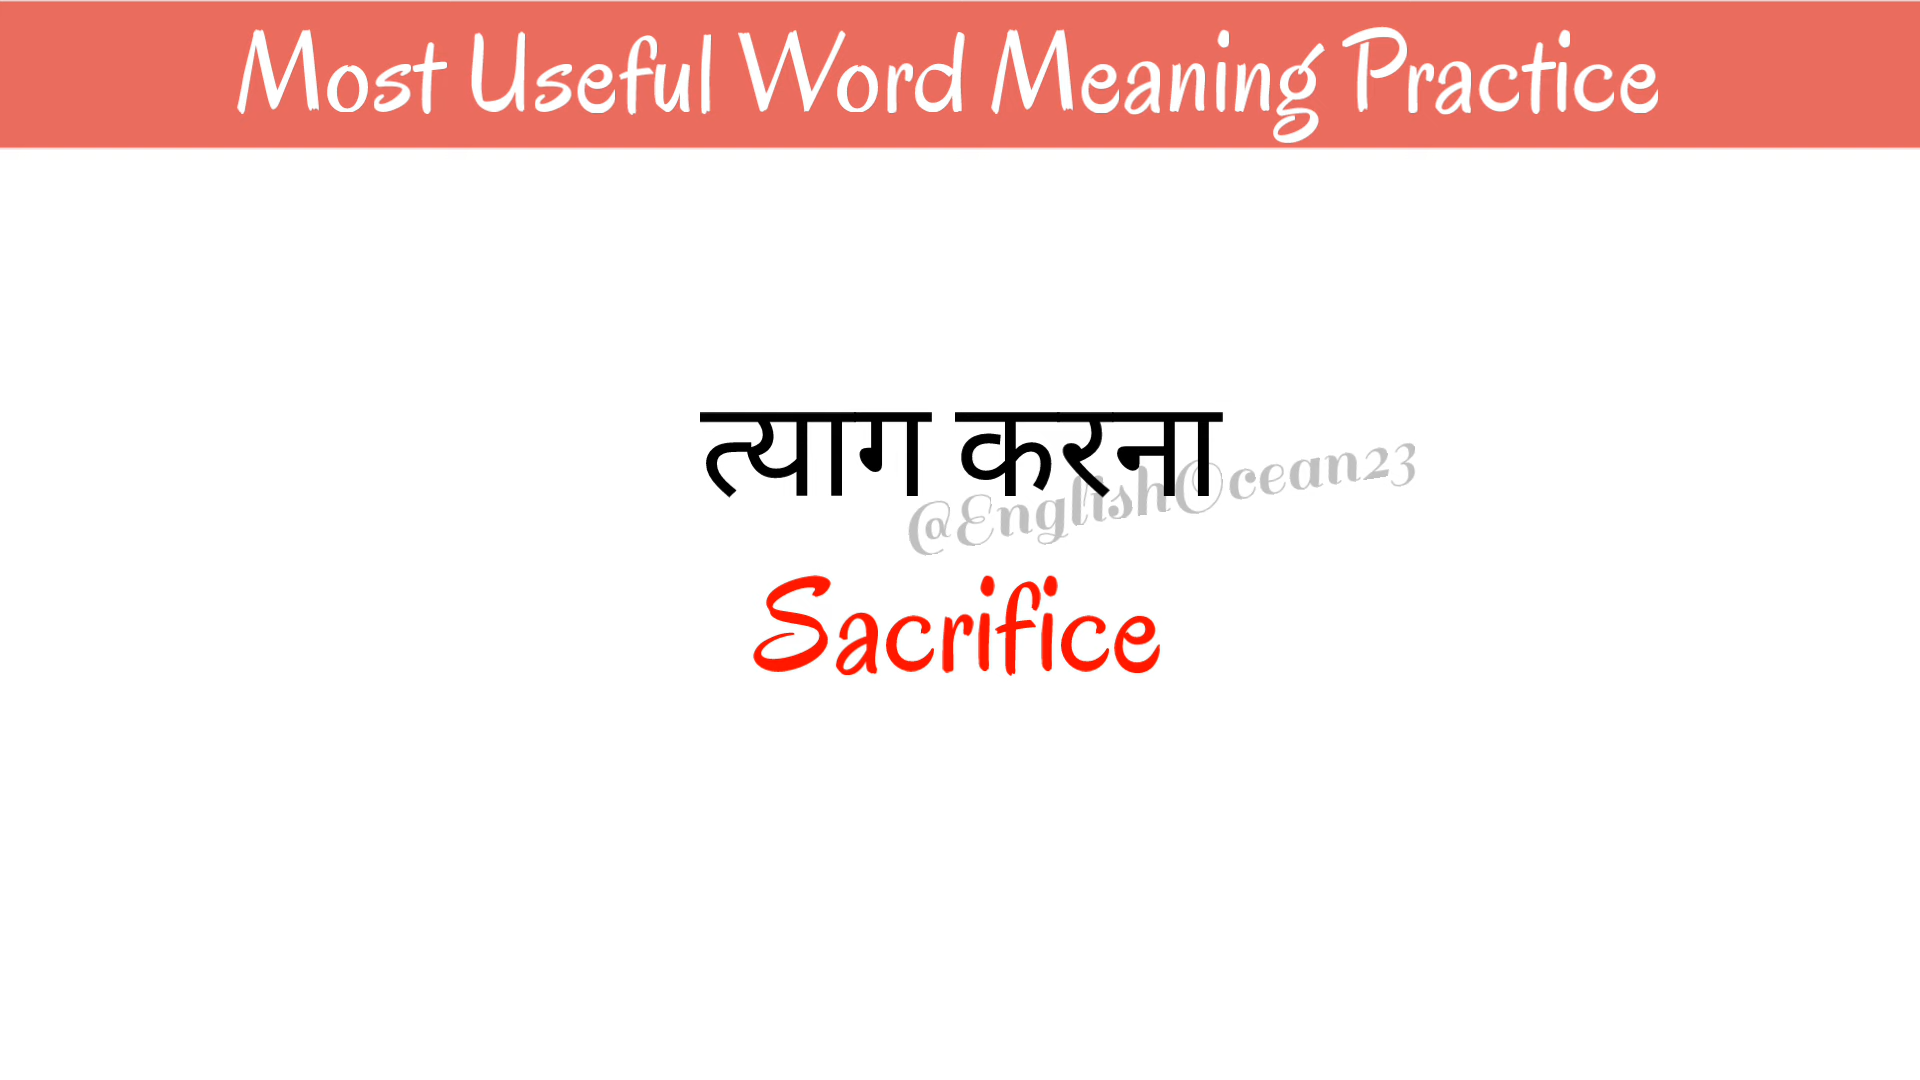 Most Useful Word Meaning Practice
त्याग करना
@EnglishOcean23
Sacrifice